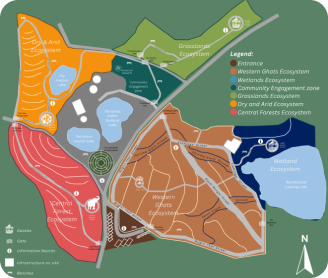 Grasslands
Ecosystem
Dry & Arid
Ecosystem
Community
Engagement
zone
Legend:
Entrance
Western Ghats Ecosystem
Wetlands Ecosystem
Community Engagement zone
Grasslands Ecosystem
Dry and Arid Ecosystem
Central Forests Ecosystem
Wetland
Ecosystem
Western
Ghats
Ecosystem
Central
Forest
Ecosystem
Gazebo
Gate
Information Boards
Infrastructure on site
Benches
N